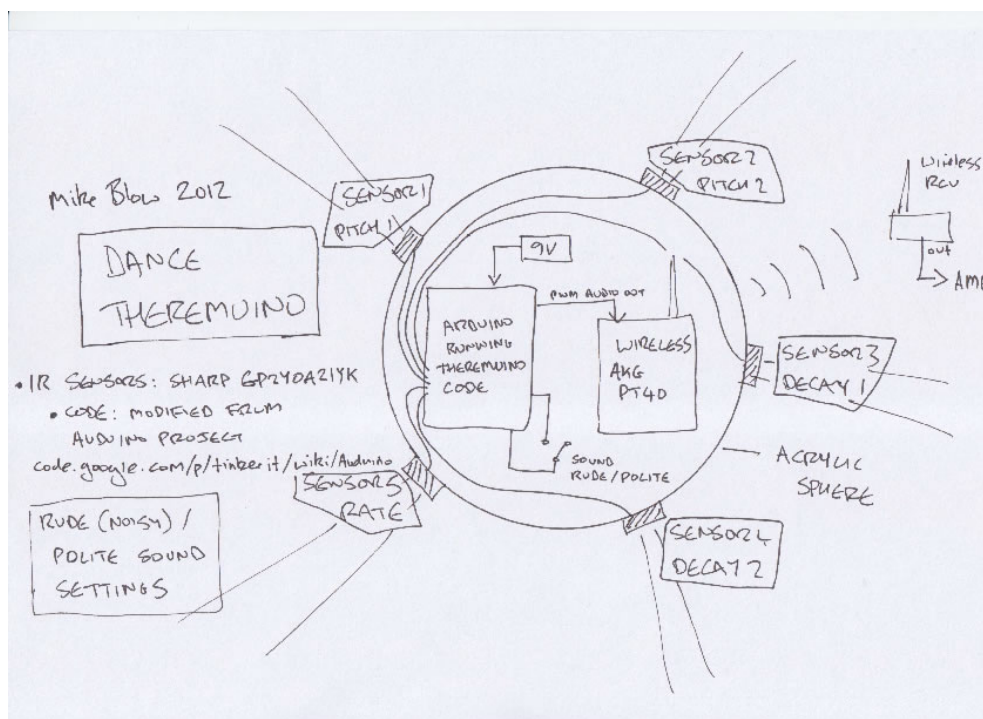 Mike Blow 2012
DANCE
THEREMUINO
• IR SENSORS: SHARP GP2Y0A21YK
• CODE: MODIFIED FROM
AUDUINO PROJECT
code.google.com/p/tinkerit/wiki/Auduino
RUDE (NOISY) /
POLITE SOUND
SETTINGS
SENSOR 1
PITCH 1
SENSOR 2
PITCH 2
SENSOR 3
DECAY 1
SENSOR 4
DECAY 2
SENSOR 5
RATE
9V
ARDUINO
RUNNING
THEREMUINO
CODE
PWM AUDIO OUT
WIRELESS
AKG
PT40
SOUND
RUDE/POLITE
ACRYLIC
SPHERE
Wireless
RCV
OUT
AMP